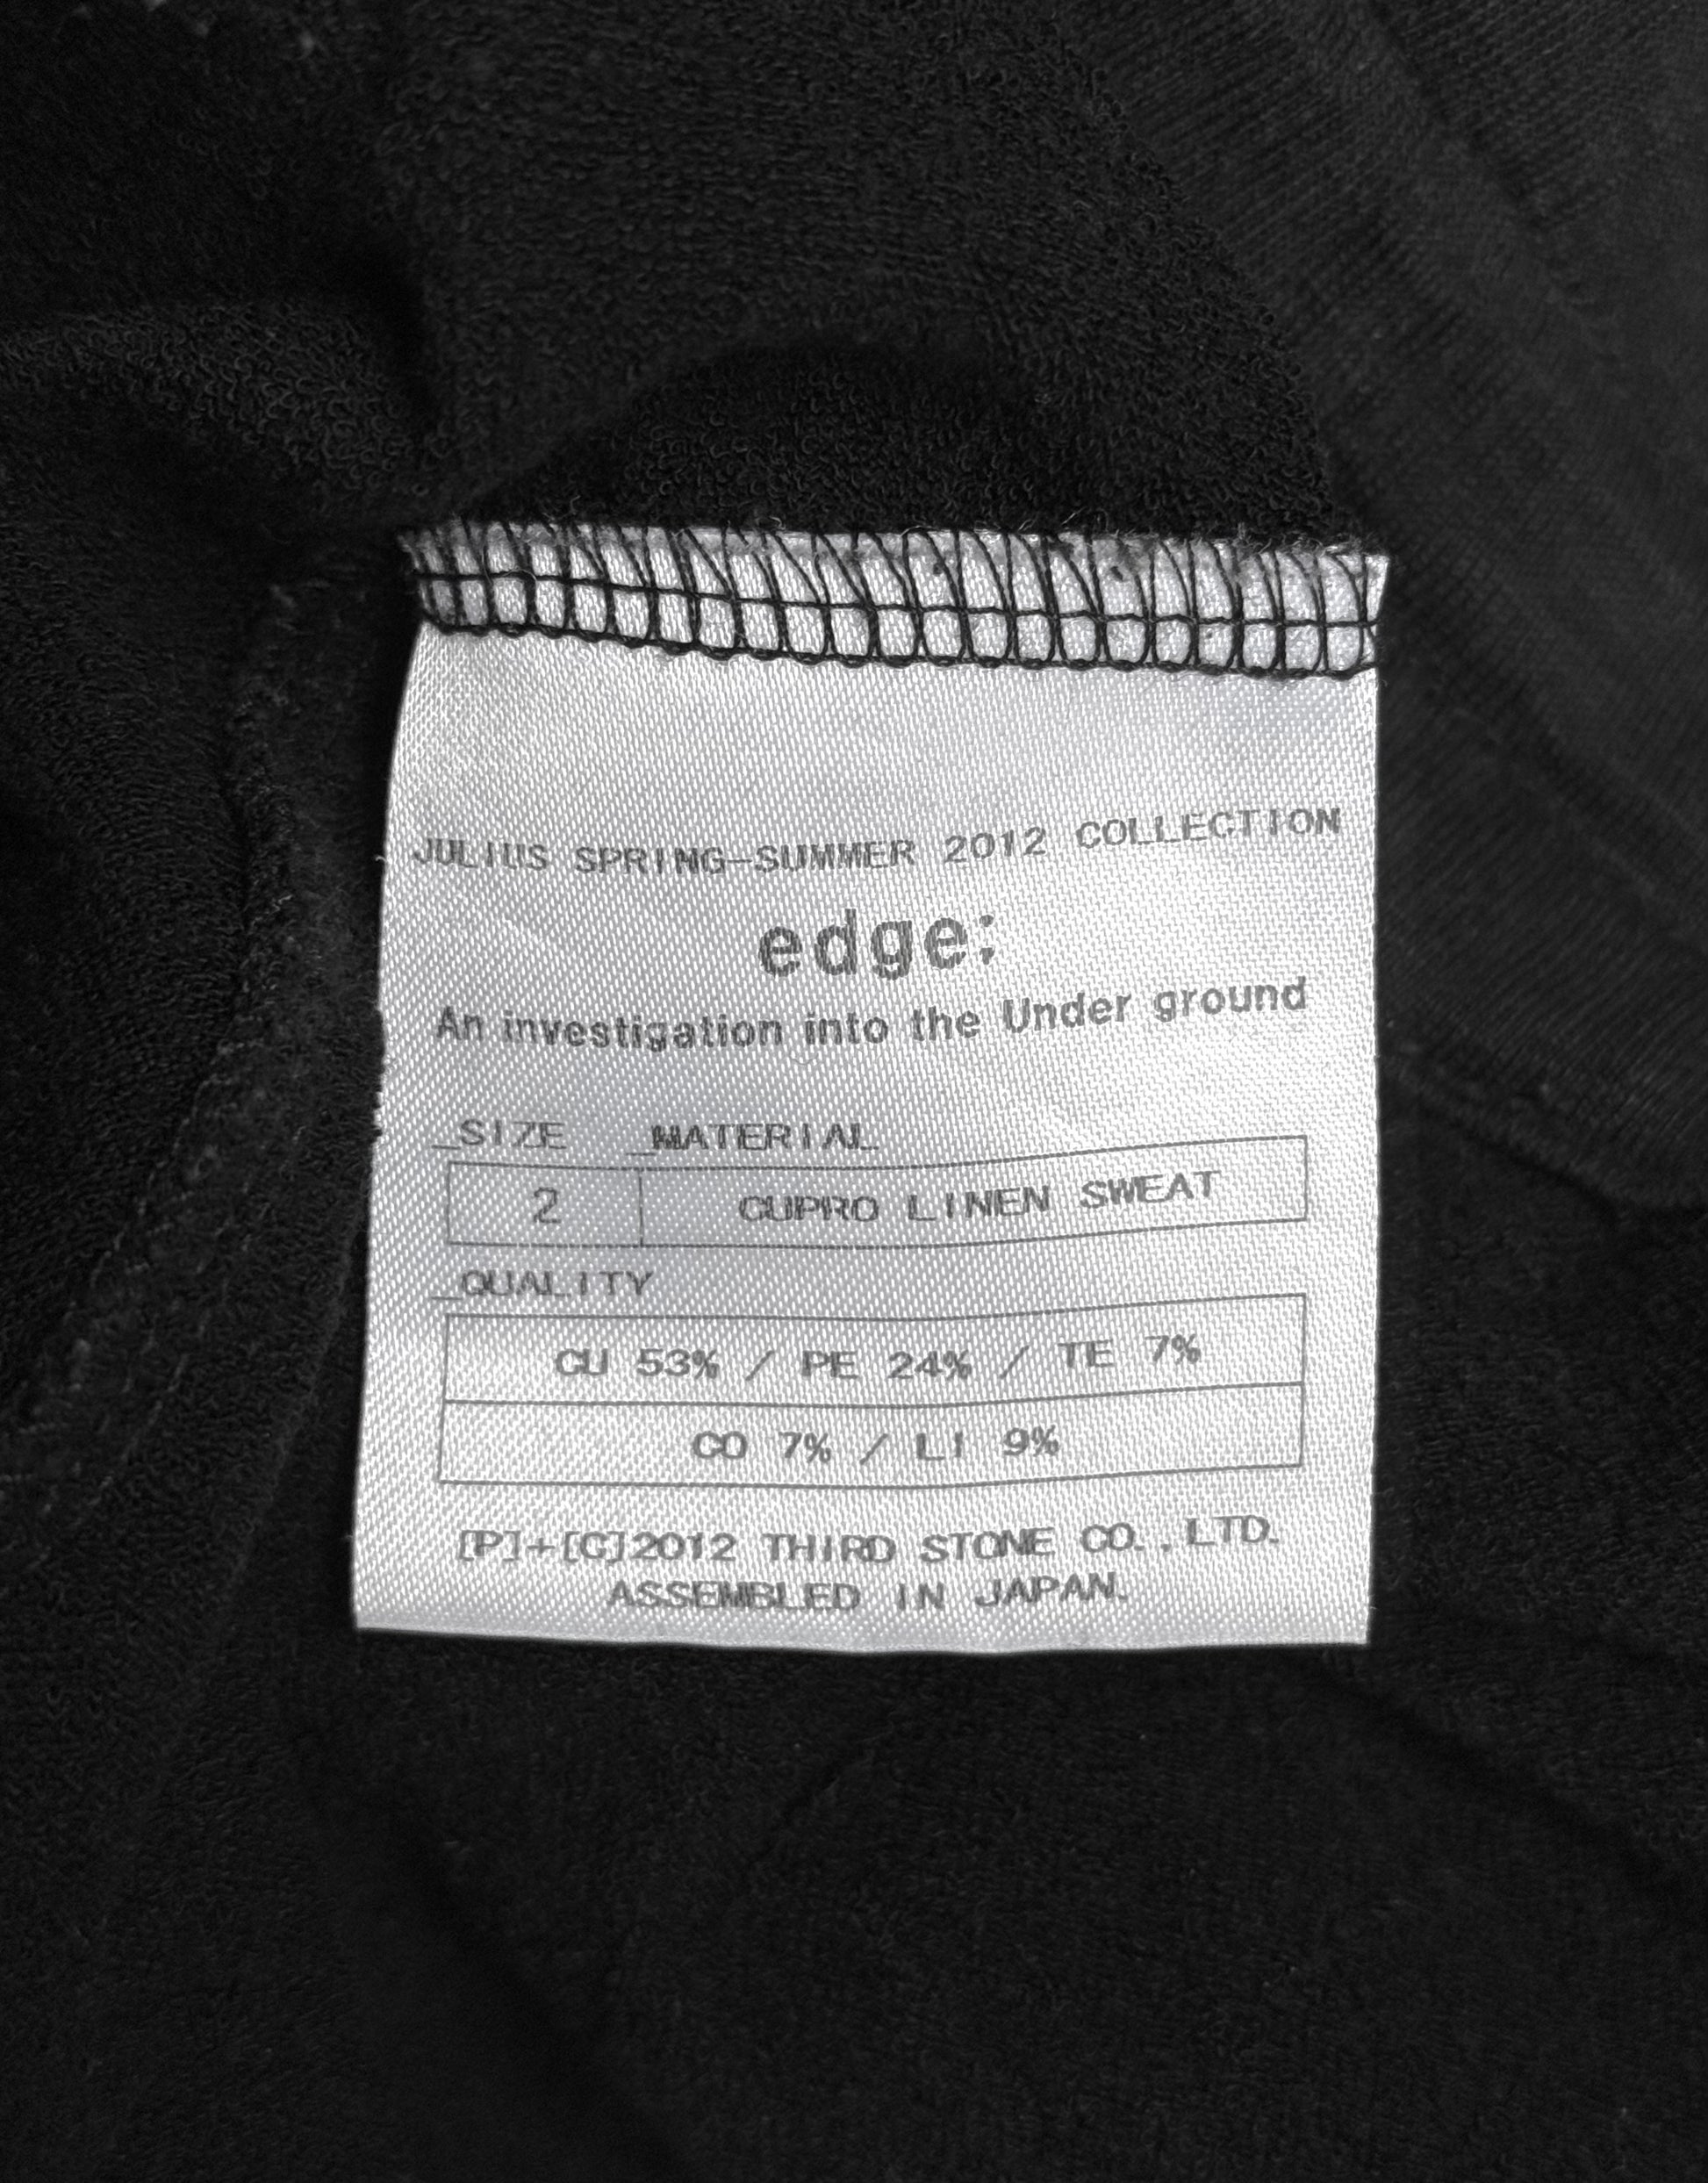 JULIUS SPRING-SUMMER 2012 COLLECTION
edge:
An investigation into the Under ground
_SIZE _MATERIAL
2 CUPRO LINEN SWEAT
_QUALITY
CU 53% / PE 24% / TE 7%
CO 7% / LI 9%
[P]+[C]2012 THIRD STONE CO.,LTD.
ASSEMBLED IN JAPAN.